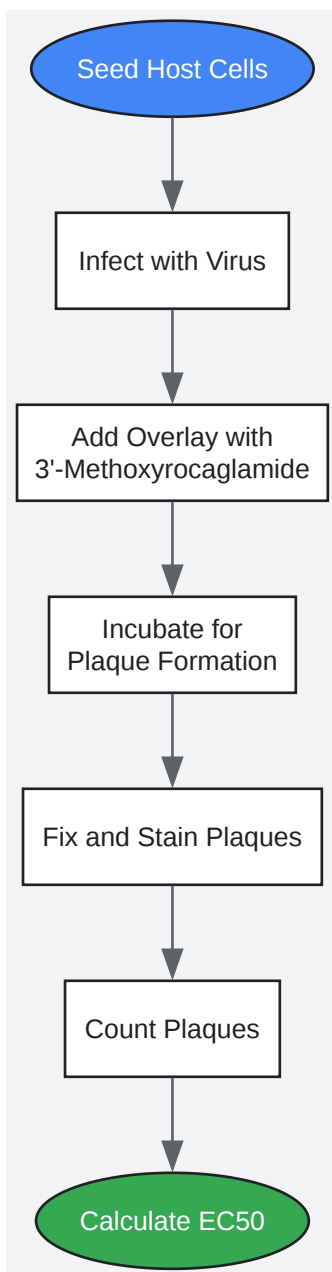 Seed Host Cells
Infect with Virus
Add Overlay with
3'-Methoxyrocaglamide
Incubate for
Plaque Formation
Fix and Stain Plaques
Count Plaques
Calculate EC50